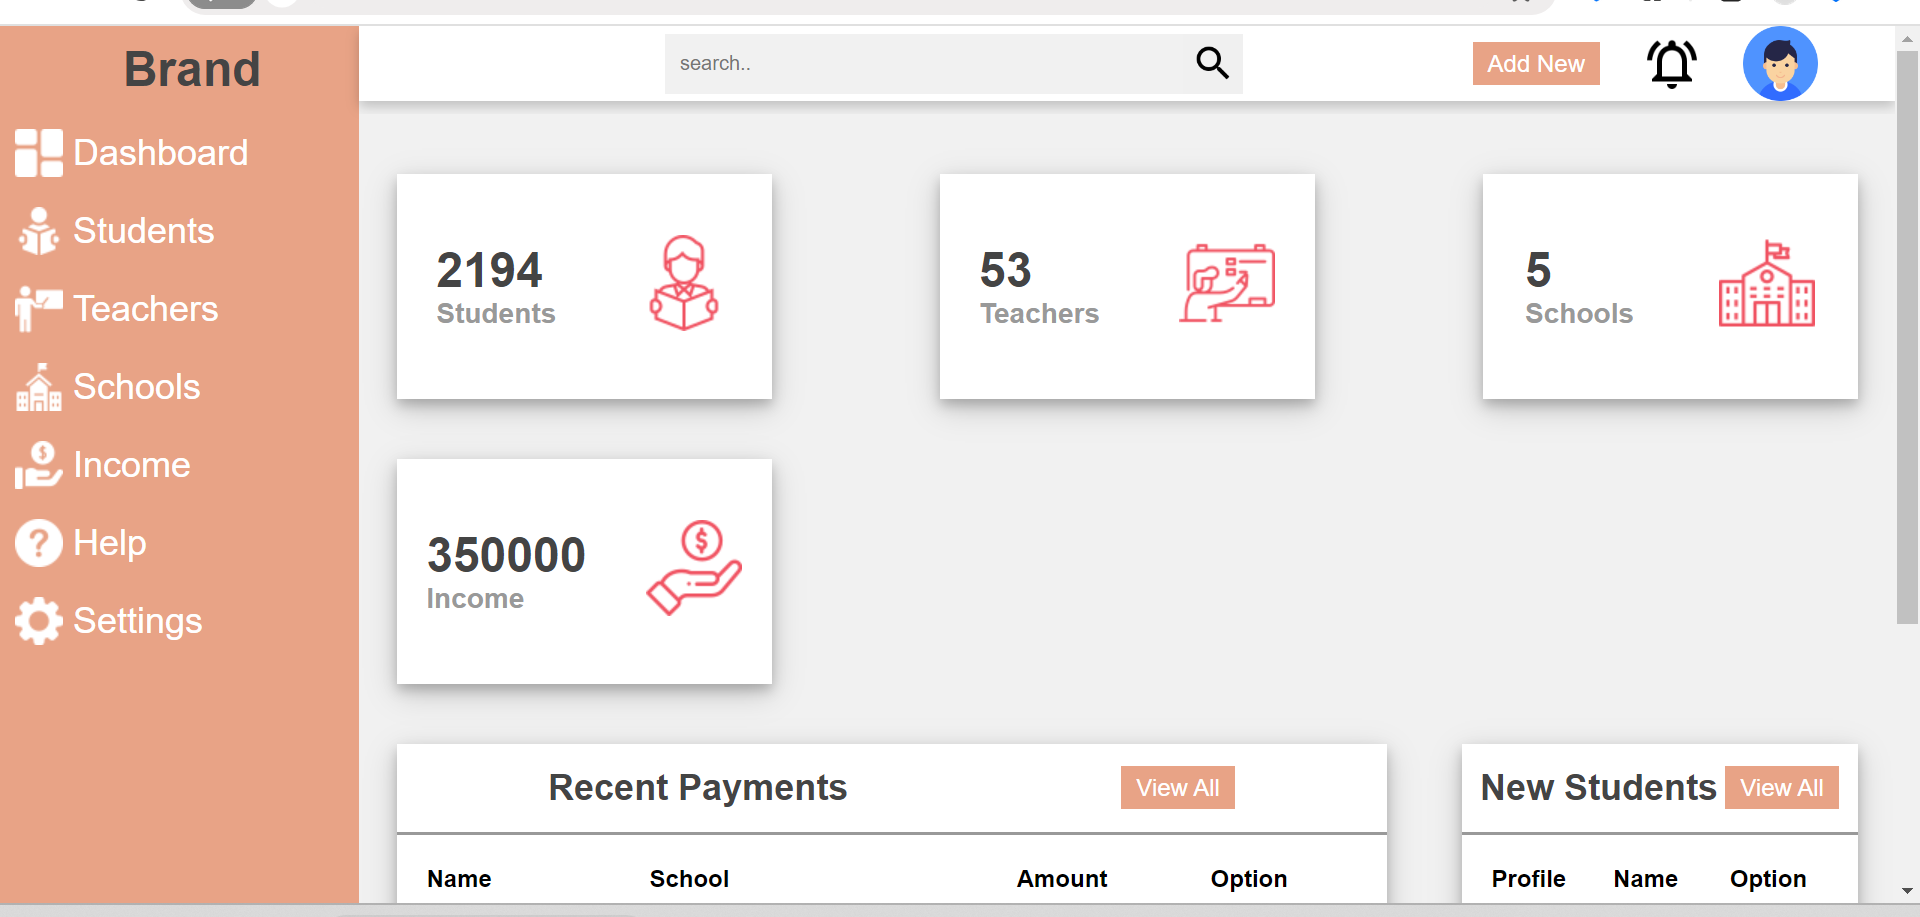 Brand
Dashboard
Students
Teachers
Schools
Income
Help
Settings
search..
Add New
2194
Students
53
Teachers
5
Schools
350000
Income
Recent Payments
View All
Name School Amount Option
New Students
View All
Profile Name Option